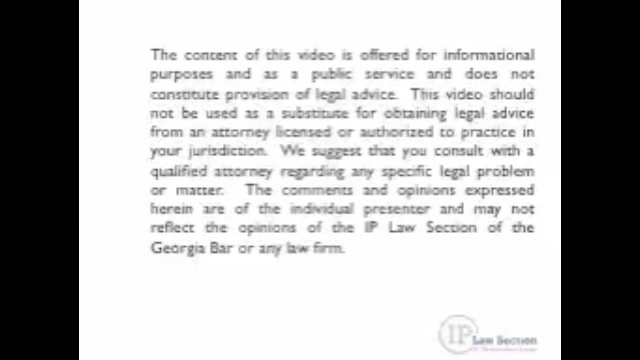 The content of this video is offered for informational
purposes and as a public service and does not
constitute provision of legal advice. This video should
not be used as a substitute for obtaining legal advice
from an attorney licensed or authorized to practice in
your jurisdiction. We suggest that you consult with a
qualified attorney regarding any specific legal problem
or matter. The comments and opinions expressed
herein are of the individual presenter and may not
reflect the opinions of the IP Law Section of the
Georgia Bar or any law firm.
IP Law Section